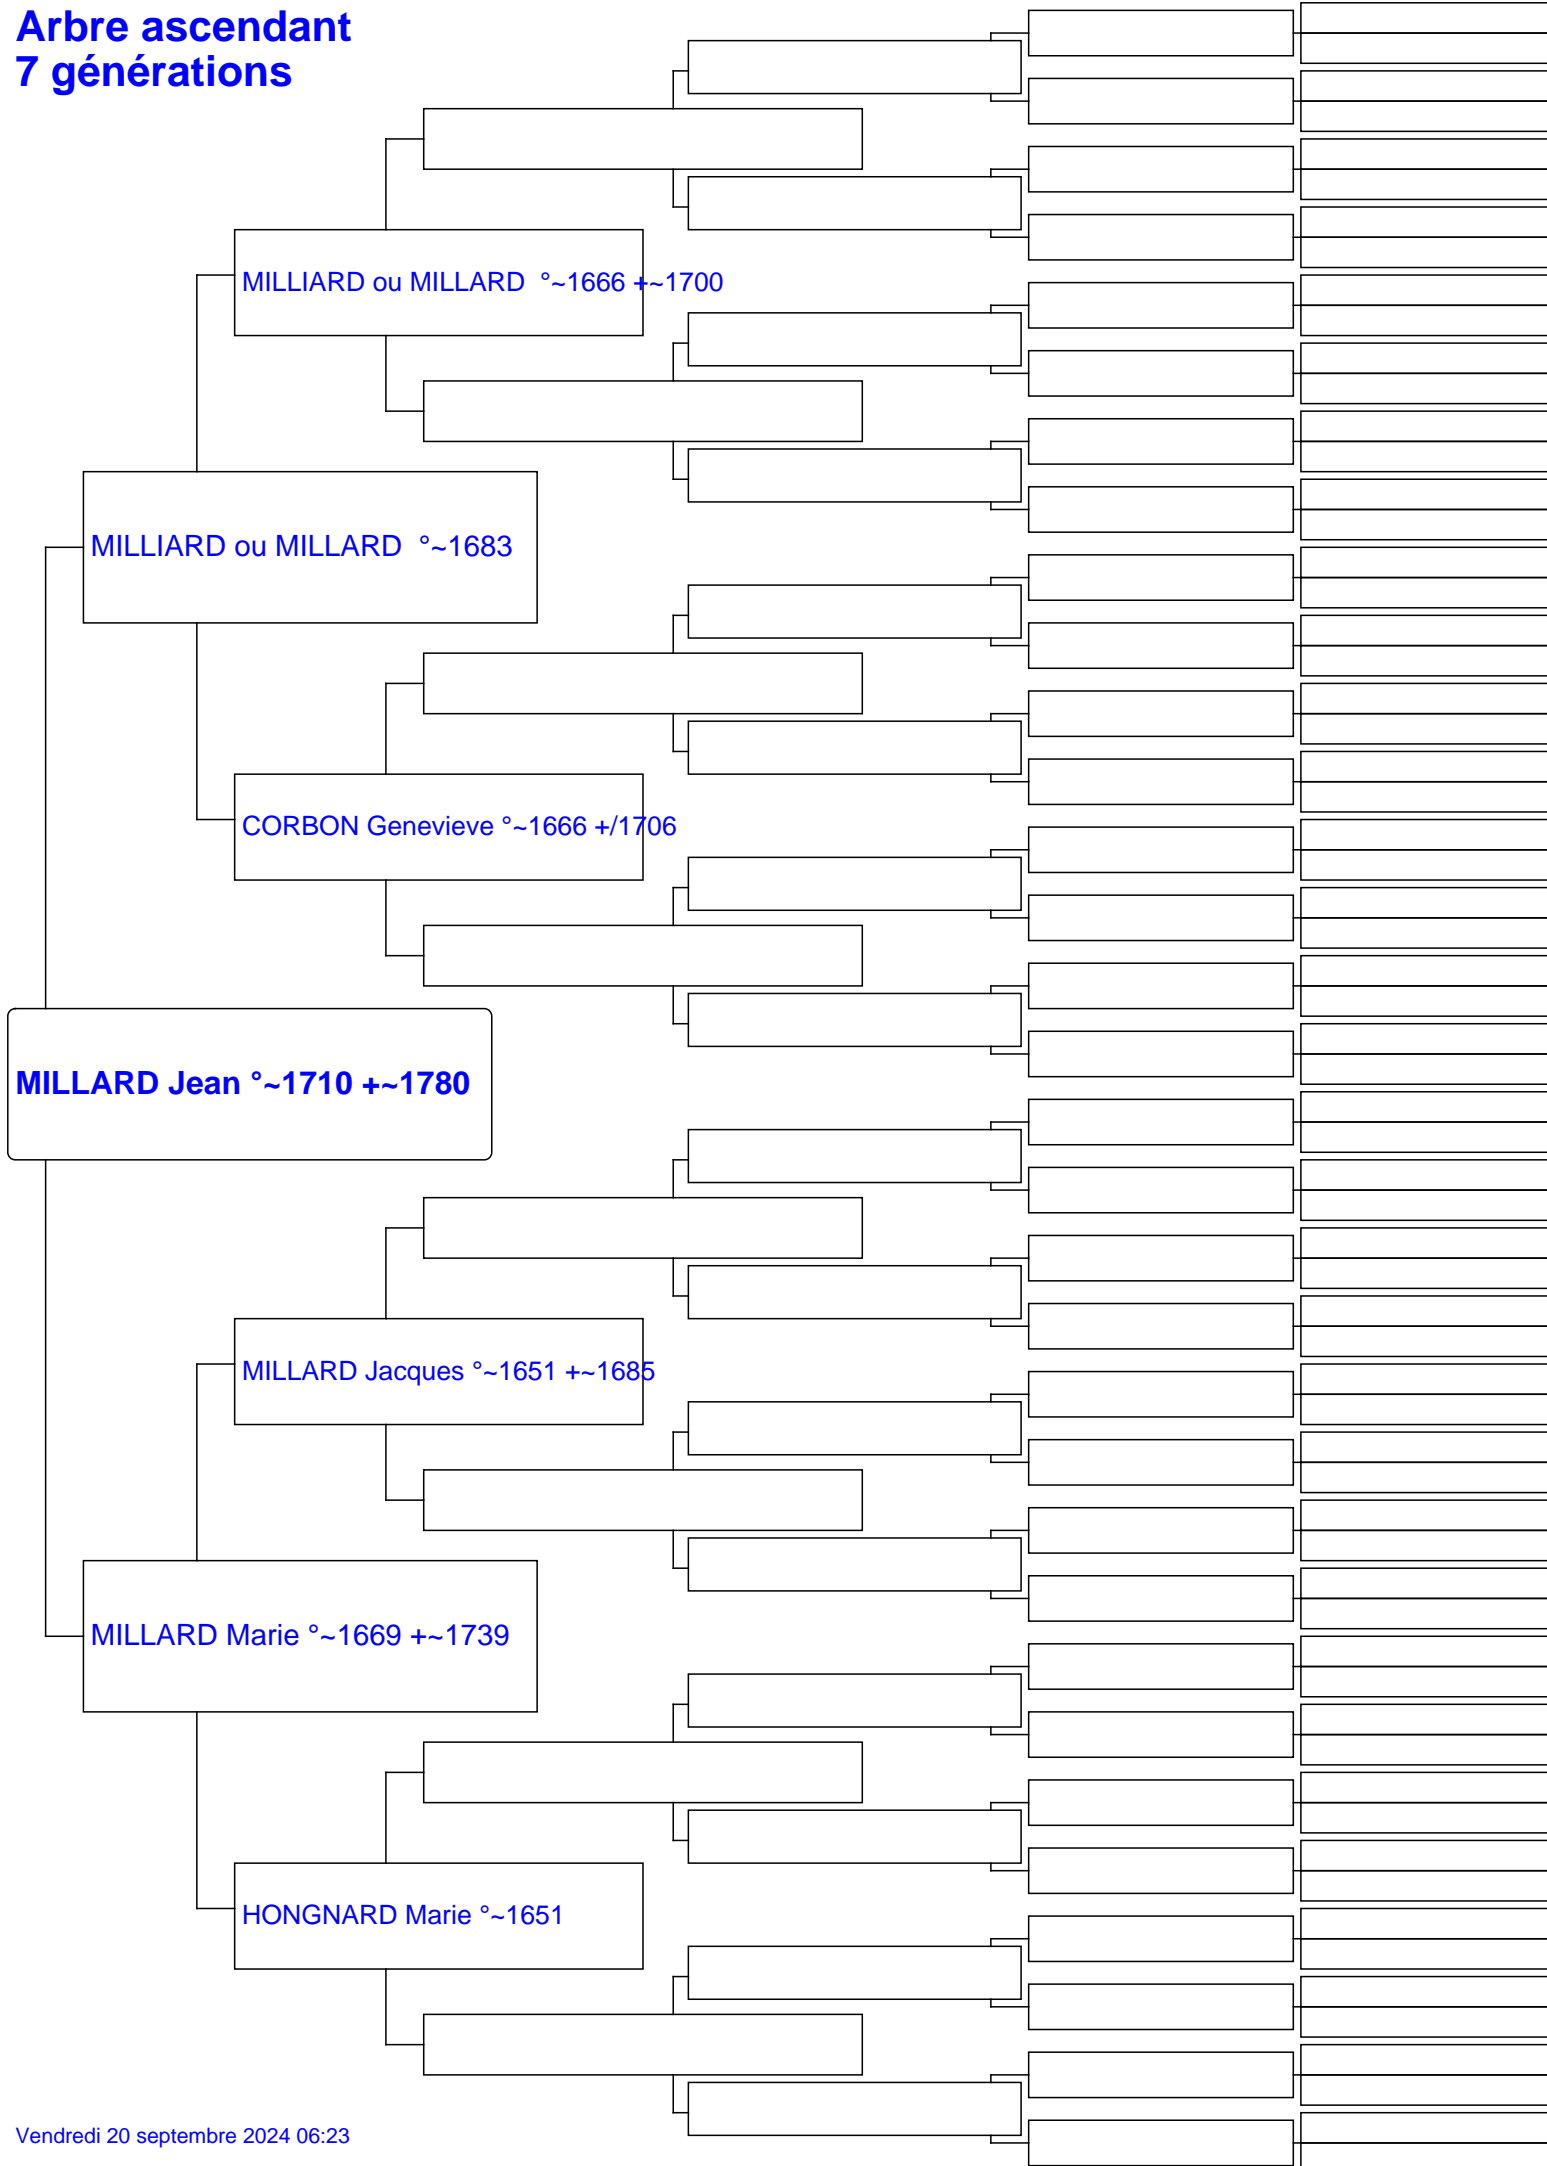 Arbre ascendant
7 générations
MILLIARD ou MILLARD  °~1666 +~1700
MILLIARD ou MILLARD  °~1683
CORBON Genevieve °~1666 +/1706
MILLARD Jean °~1710 +~1780
MILLARD Jacques °~1651 +~1685
MILLARD Marie °~1669 +~1739
HONGNARD Marie °~1651
Vendredi 20 septembre 2024 06:23